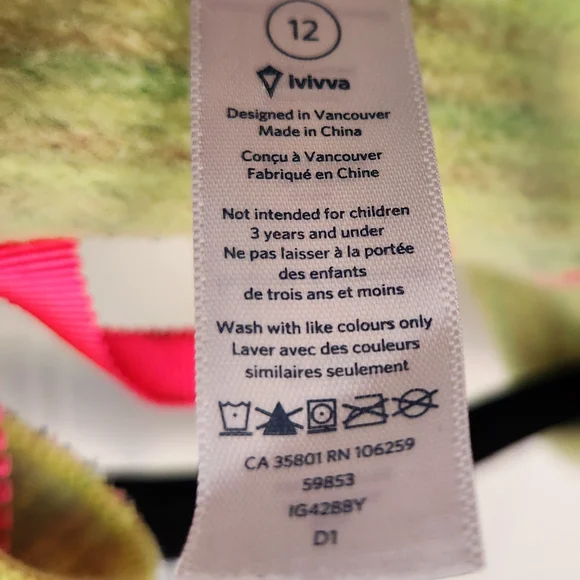 12
ivivva
Designed in Vancouver
Made in China
Conçu à Vancouver
Fabriqué en Chine
Not intended for children
3 years and under
Ne pas laisser à la portée
des enfants
de trois ans et moins
Wash with like colours only
Laver avec des couleurs
similaires seulement
CA 35801 RN 106259
59853
IG42BBY
D1